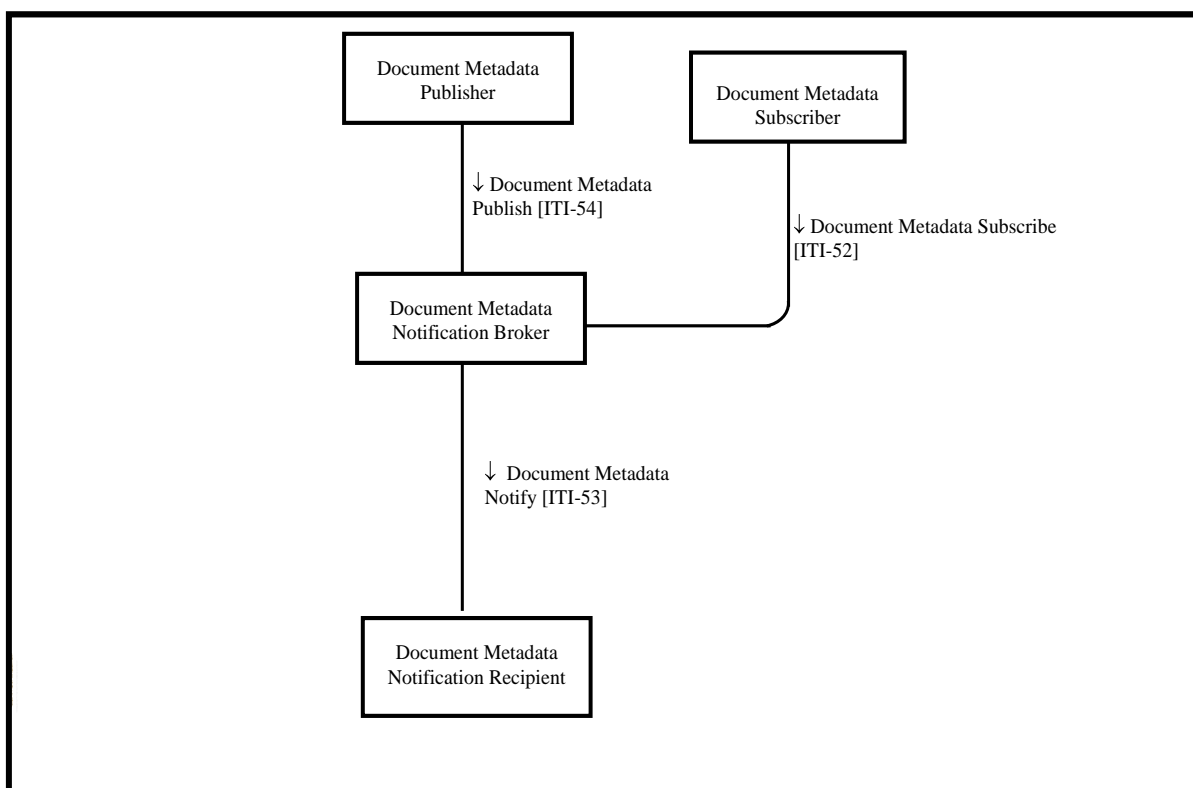 Document Metadata
Publisher
Document Metadata
Subscriber
↓ Document Metadata
Publish [ITI-54]
↓ Document Metadata Subscribe
[ITI-52]
Document Metadata
Notification Broker
↓ Document Metadata
Notify [ITI-53]
Document Metadata
Notification Recipient